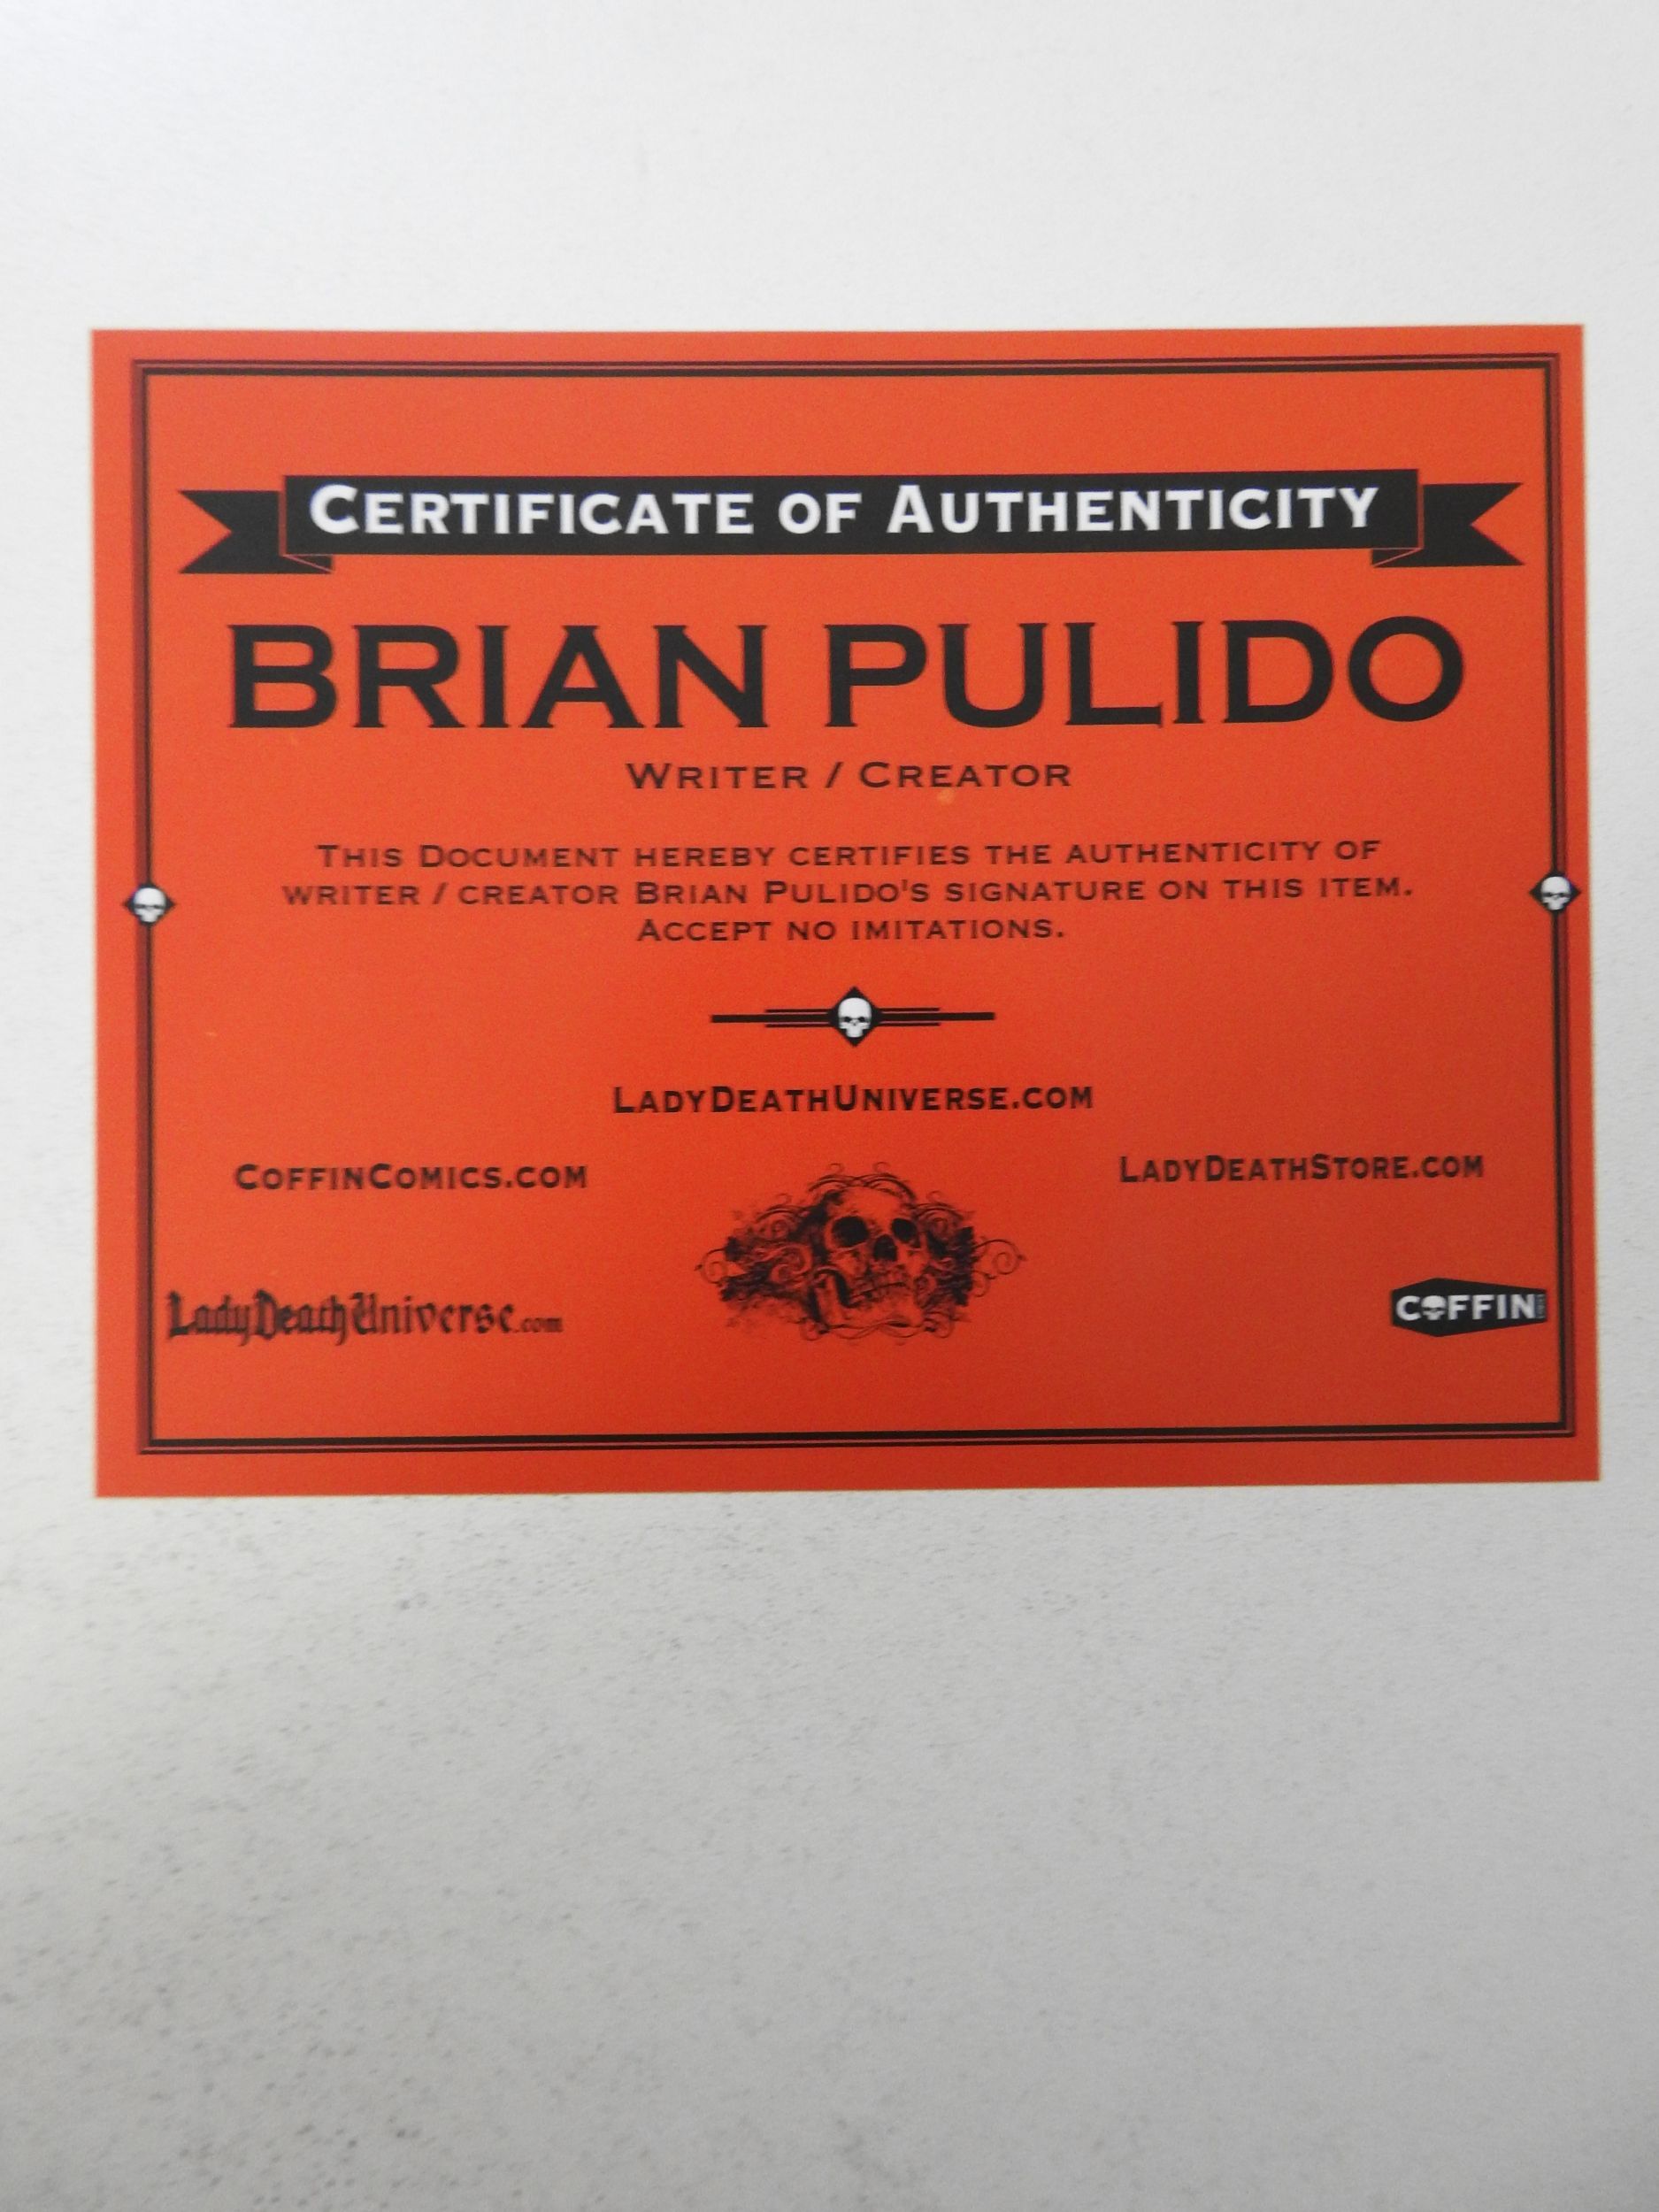 CERTIFICATE OF AUTHENTICITY
BRIAN PULIDO
WRITER / CREATOR
THIS DOCUMENT HEREBY CERTIFIES THE AUTHENTICITY OF
WRITER / CREATOR BRIAN PULIDO'S SIGNATURE ON THIS ITEM.
ACCEPT NO IMITATIONS.
LADYDEATHUNIVERSE.COM
COFFINCOMICS.COM
LADYDEATHSTORE.COM
LadyDeathUniverse.com
COFFIN